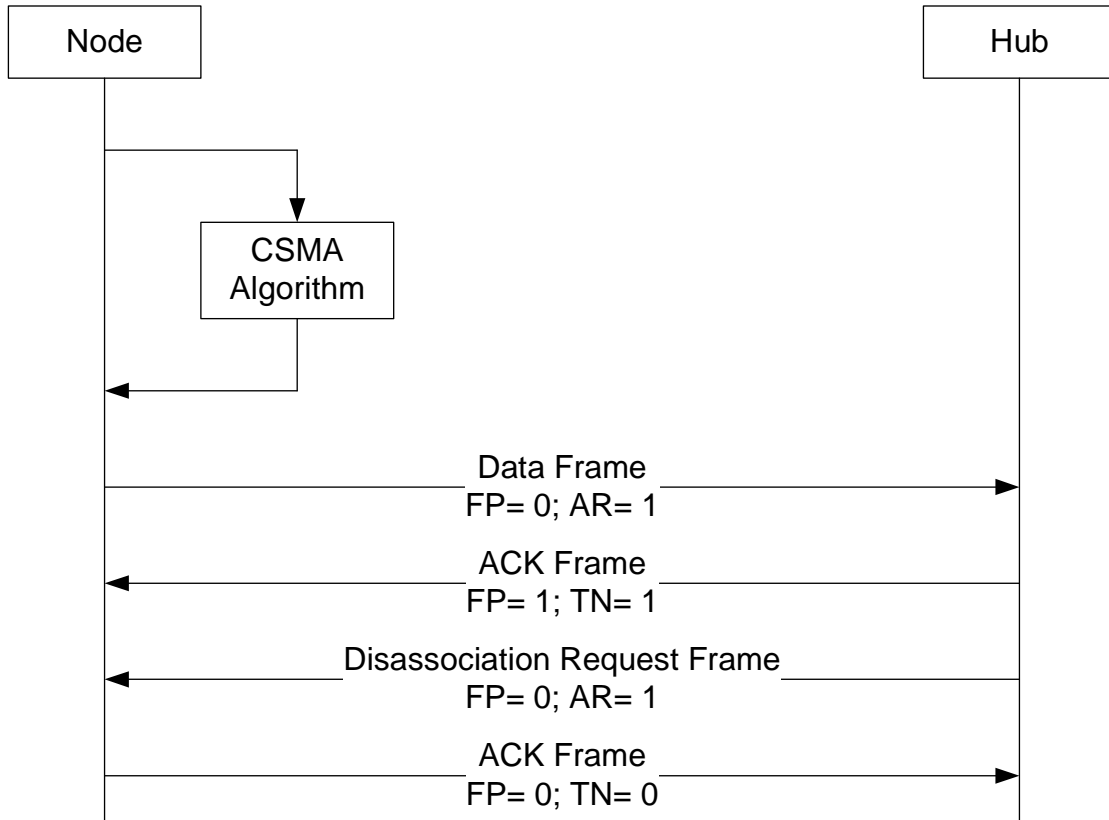 Node
Hub
CSMA
Algorithm
Data Frame
FP= 0; AR= 1
ACK Frame
FP= 1; TN= 1
Disassociation Request Frame
FP= 0; AR= 1
ACK Frame
FP= 0; TN= 0